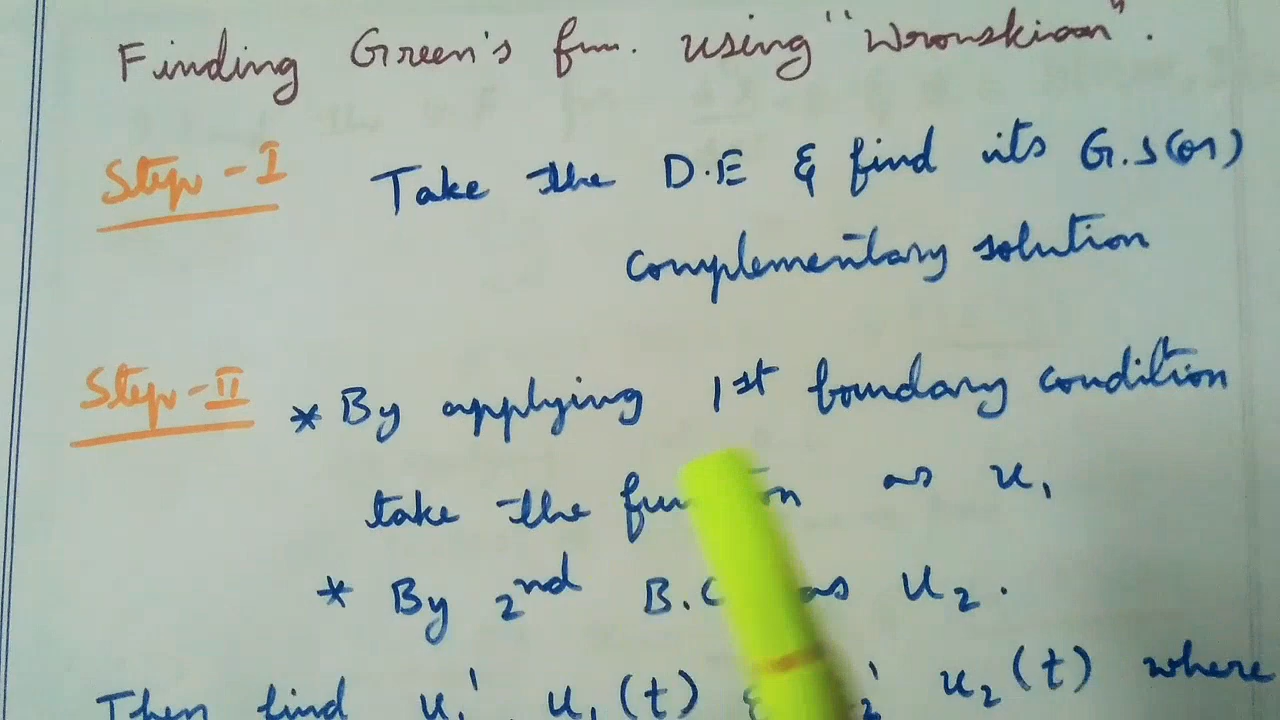 Finding Green's fun. using "Wronskian".
Step-I Take the D.E & find its G.S(or)
complementary solution
Step-II * By applying 1st boundary condition
take the as u1
* By 2nd B.C as u2.
Then find u1' u1(t) u2(t) where